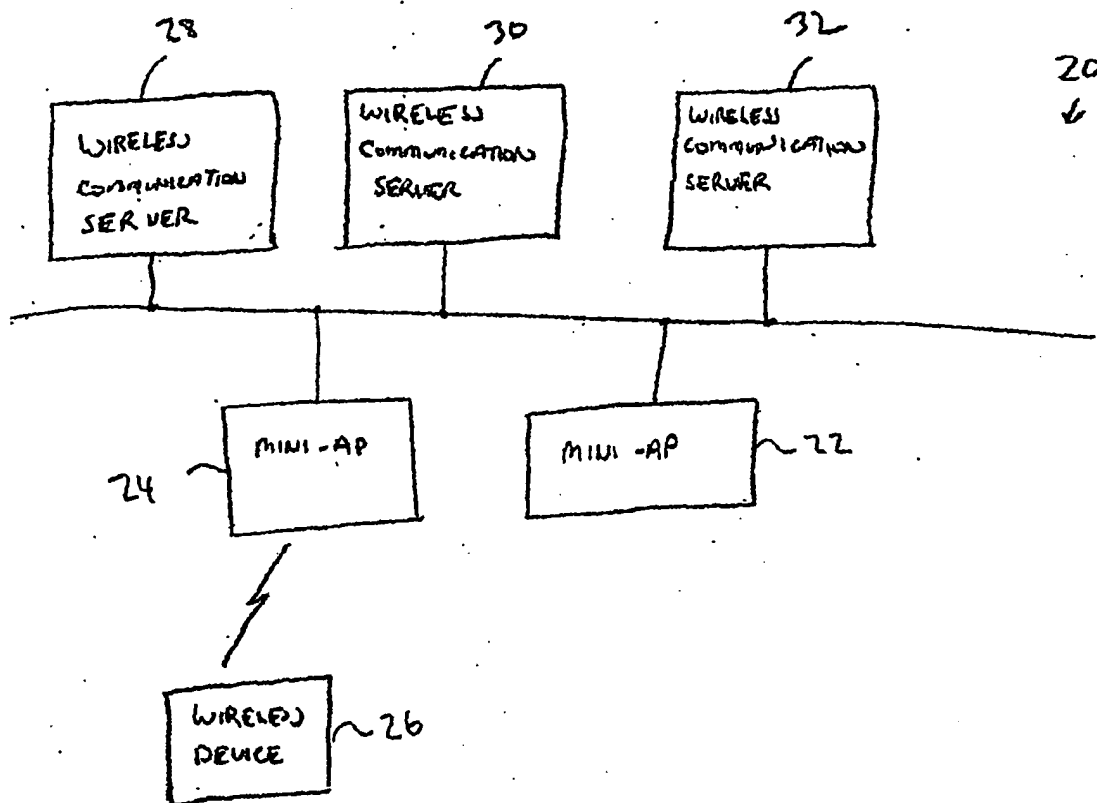 28
30
32
20
WIRELESS
COMMUNICATION
SERVER
WIRELESS
COMMUNICATION
SERVER
WIRELESS
COMMUNICATION
SERVER
MINI-AP
24
MINI-AP
22
WIRELESS
DEVICE
26